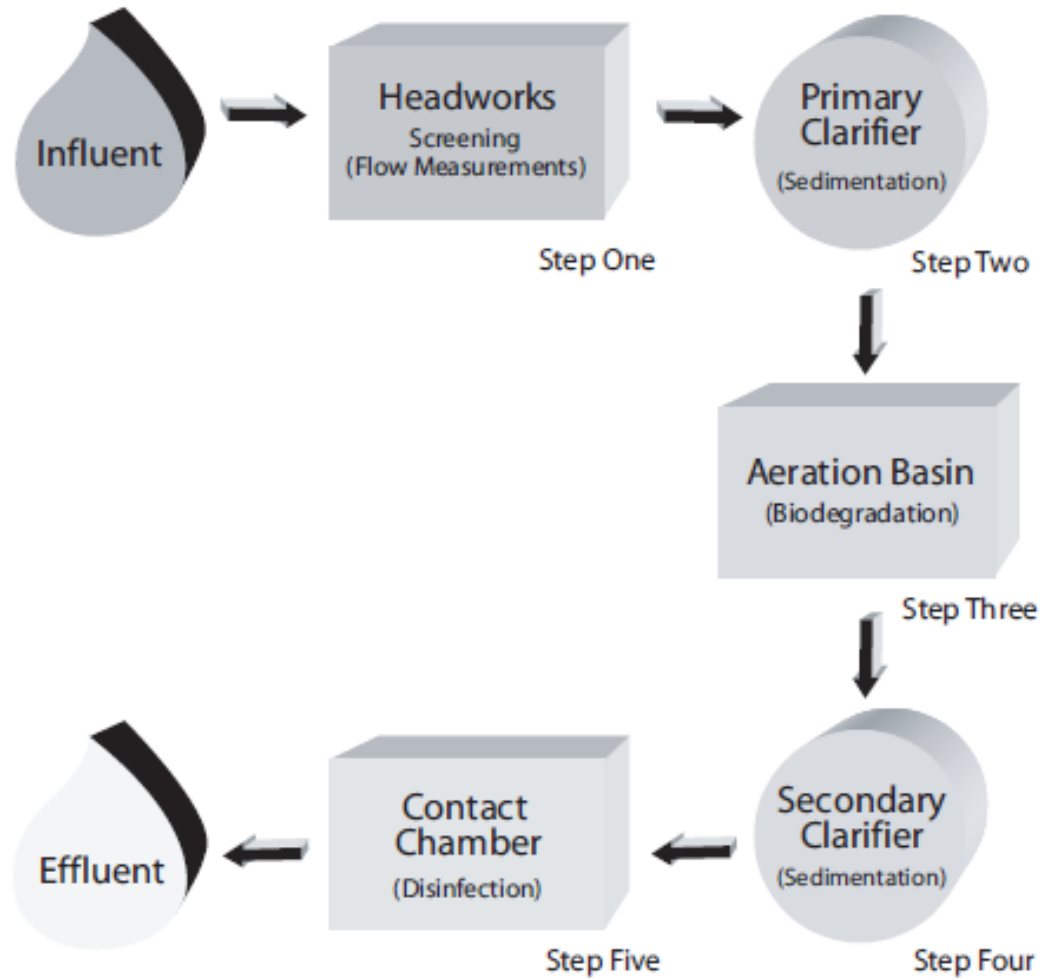 Influent
Headworks
Screening
(Flow Measurements)
Step One
Primary
Clarifier
(Sedimentation)
Step Two
Aeration Basin
(Biodegradation)
Step Three
Secondary
Clarifier
(Sedimentation)
Step Four
Contact
Chamber
(Disinfection)
Step Five
Effluent